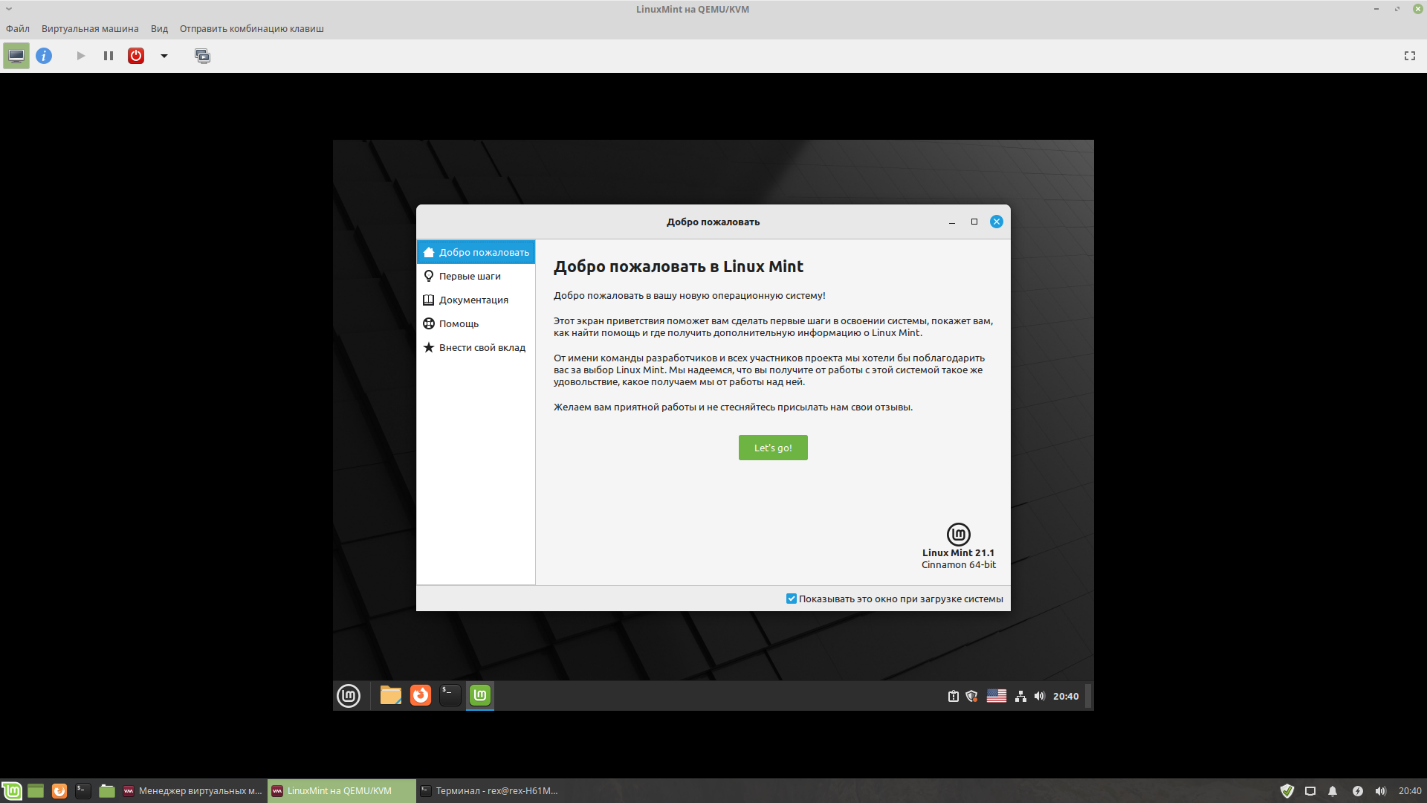 LinuxMint на QEMU/KVM
Файл Виртуальная машина Вид Отправить комбинацию клавиш
Добро пожаловать
Добро пожаловать
Первые шаги
Документация
Помощь
Внести свой вклад
Добро пожаловать в Linux Mint
Добро пожаловать в вашу новую операционную систему!
Этот экран приветствия поможет вам сделать первые шаги в освоении системы, покажет вам,
как найти помощь и где получить дополнительную информацию о Linux Mint.
От имени команды разработчиков и всех участников проекта мы хотели бы поблагодарить
вас за выбор Linux Mint. Мы надеемся, что вы получите от работы с этой системой такое же
удовольствие, какое получаем мы от работы над ней.
Желаем вам приятной работы и не стесняйтесь присылать нам свои отзывы.
Let's go!
Linux Mint 21.1
Cinnamon 64-bit
Показывать это окно при загрузке системы
20:40
Менеджер виртуальных м... LinuxMint на QEMU/KVM Терминал - rex@rex-H61M... 20:40